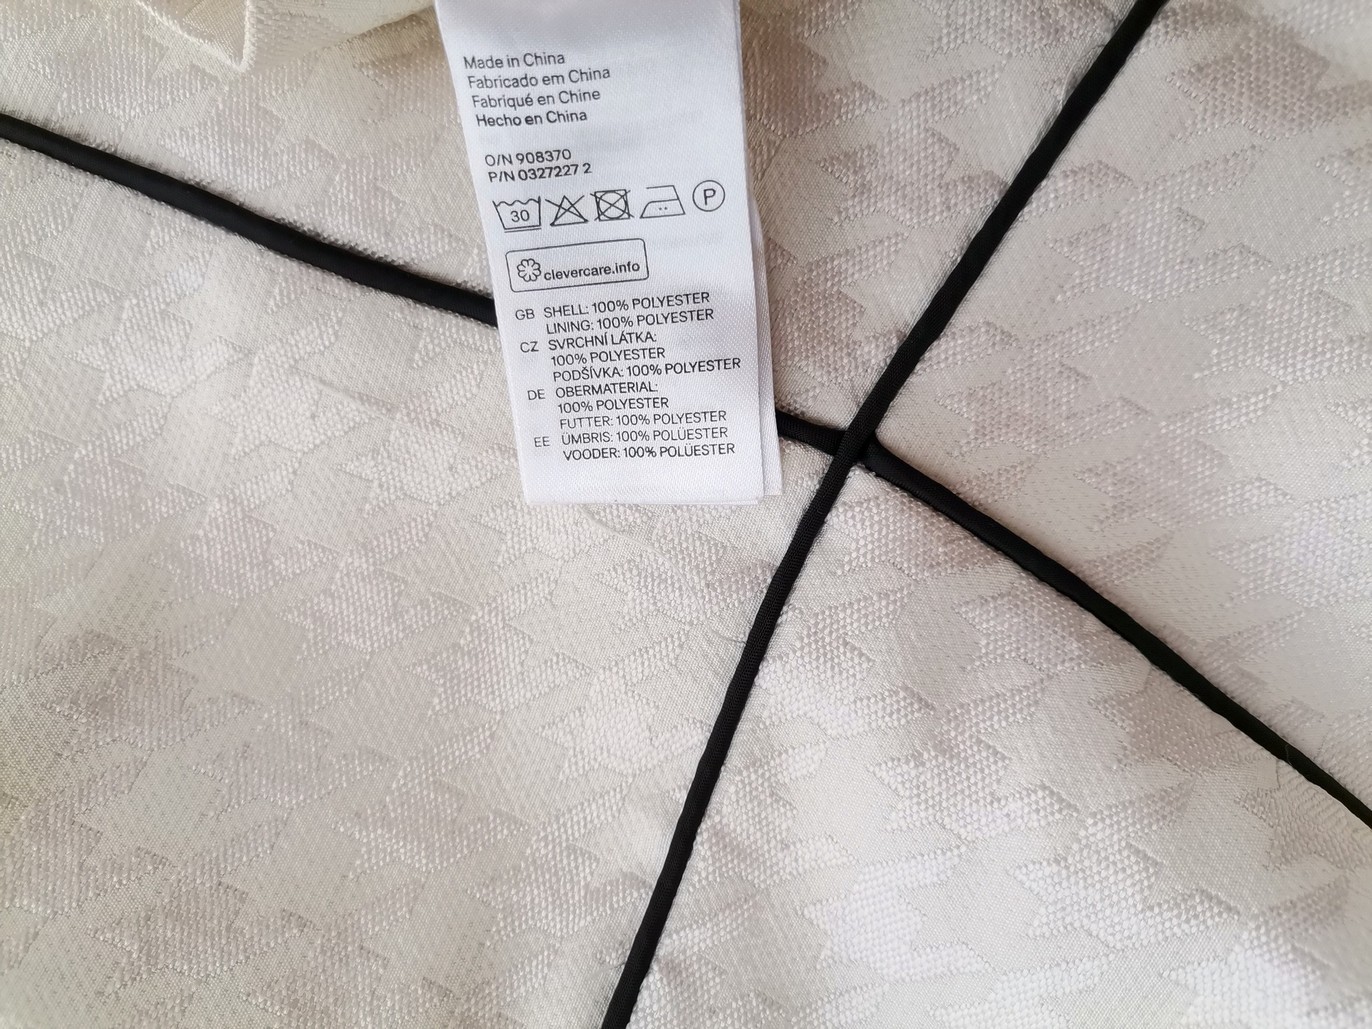 Made in China
Fabricado em China
Fabriqué en Chine
Hecho en China
O/N 908370
P/N 0327227 2
30 P
clevercare.info
GB SHELL: 100% POLYESTER
LINING: 100% POLYESTER
CZ SVRCHNÍ LÁTKA:
100% POLYESTER
PODŠÍVKA: 100% POLYESTER
DE OBERMATERIAL:
100% POLYESTER
FUTTER: 100% POLYESTER
EE ÜMBRIS: 100% POLÜESTER
VOODER: 100% POLÜESTER